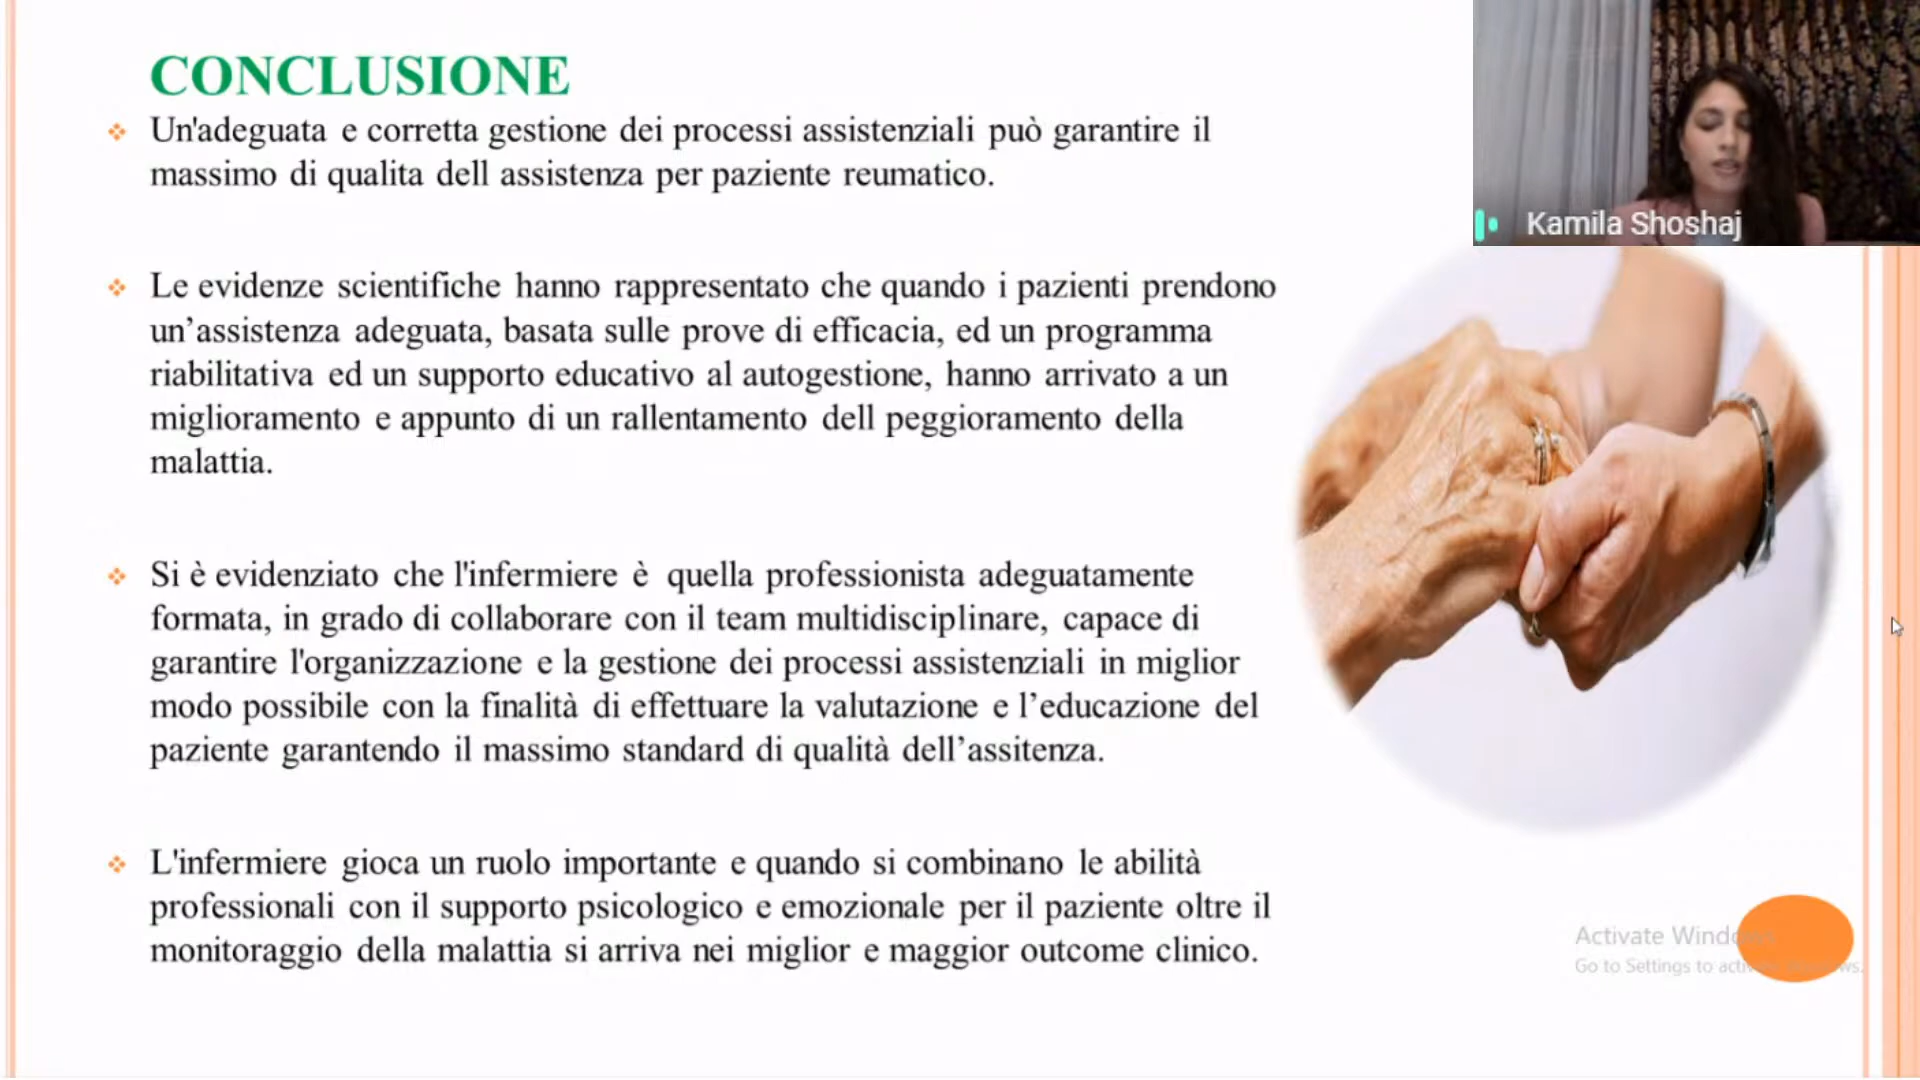 CONCLUSIONE
Un'adeguata e corretta gestione dei processi assistenziali può garantire il
massimo di qualita dell assistenza per paziente reumatico.
Le evidenze scientifiche hanno rappresentato che quando i pazienti prendono
un’assistenza adeguata, basata sulle prove di efficacia, ed un programma
riabilitativa ed un supporto educativo al autogestione, hanno arrivato a un
miglioramento e appunto di un rallentamento dell peggioramento della
malattia.
Si è evidenziato che l'infermiere è quella professionista adeguatamente
formata, in grado di collaborare con il team multidisciplinare, capace di
garantire l'organizzazione e la gestione dei processi assistenziali in miglior
modo possibile con la finalità di effettuare la valutazione e l’educazione del
paziente garantendo il massimo standard di qualità dell’assitenza.
L'infermiere gioca un ruolo importante e quando si combinano le abilità
professionali con il supporto psicologico e emozionale per il paziente oltre il
monitoraggio della malattia si arriva nei miglior e maggior outcome clinico.
Kamila Shoshaj
Activate Windows
Go to Settings to activate Windows.